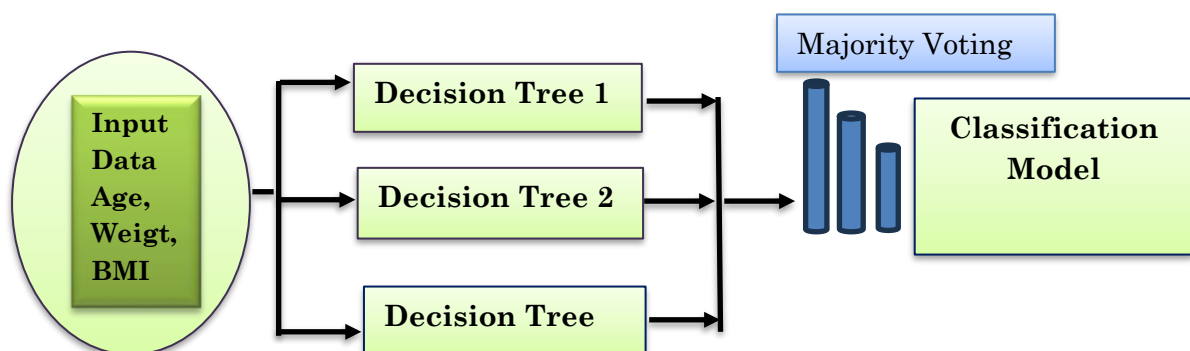 Input
Data
Age,
Weigt,
BMI
Decision Tree 1
Decision Tree 2
Decision Tree
Majority Voting
Classification
Model